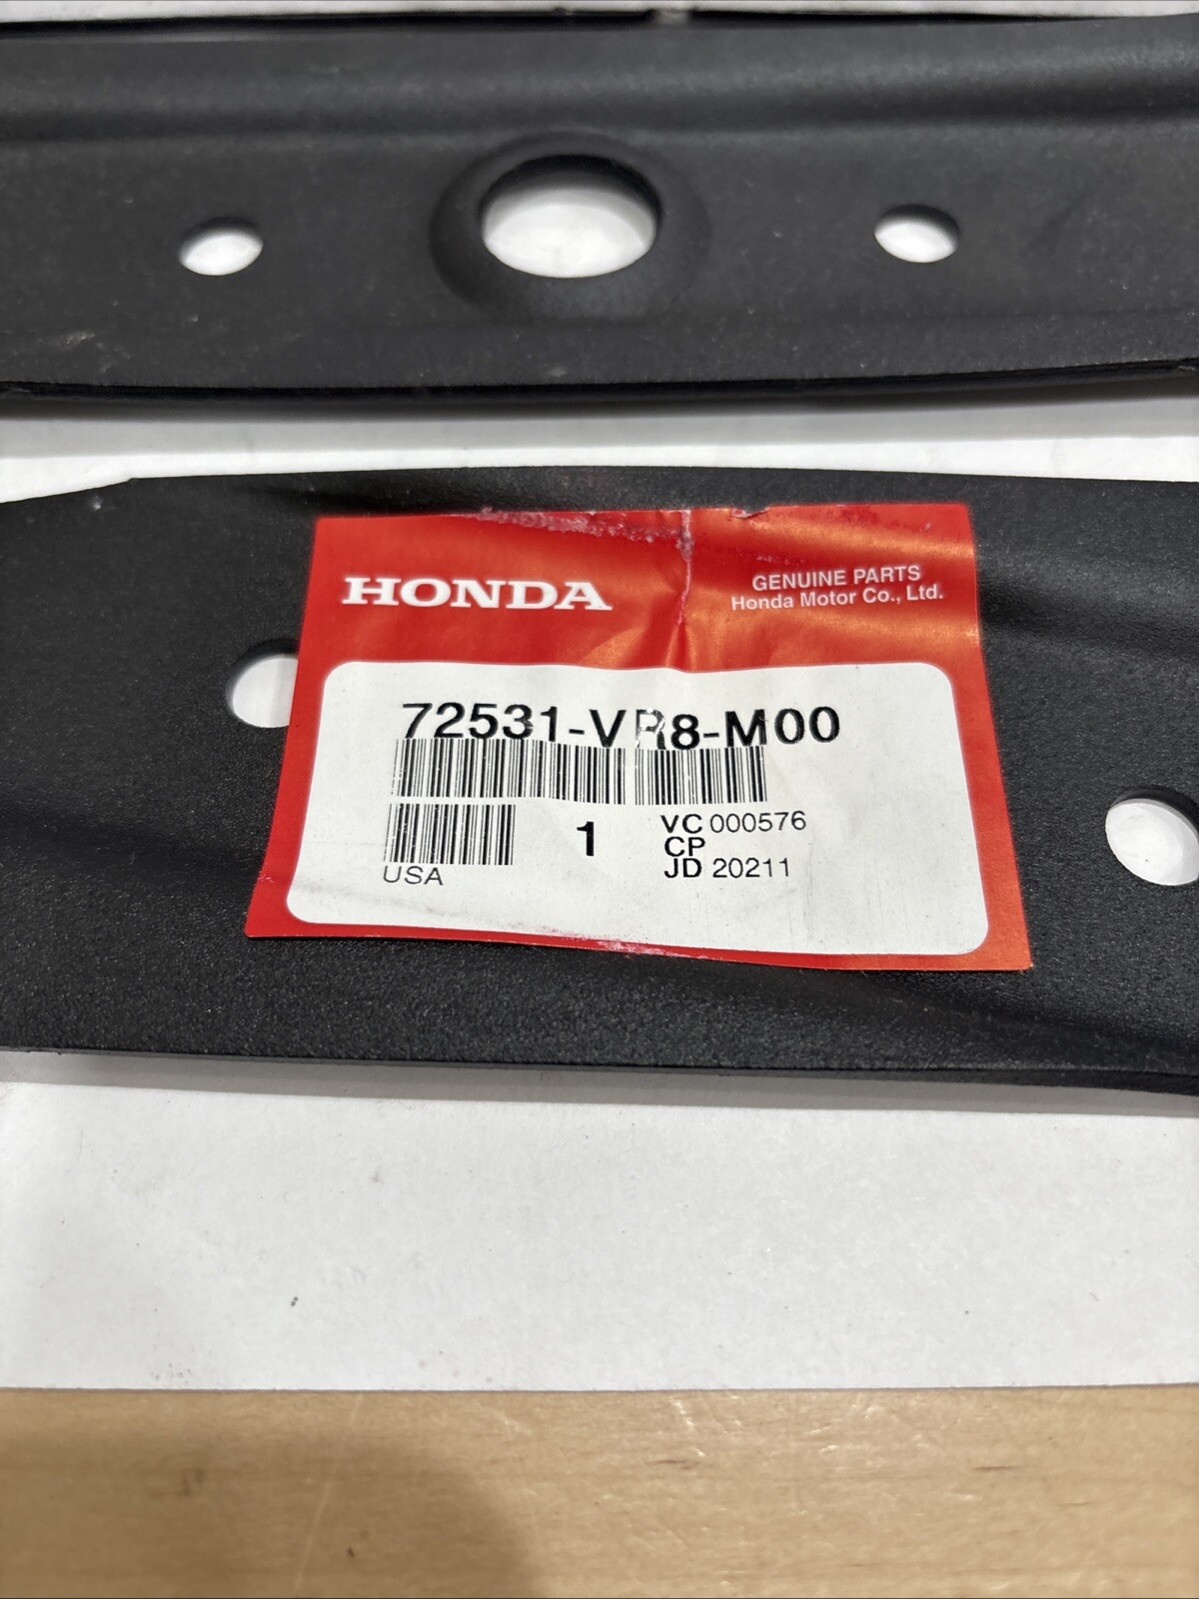 HONDA
GENUINE PARTS
Honda Motor Co., Ltd.
72531-VR8-M00
1
VC 000576
CP
JD 20211
USA